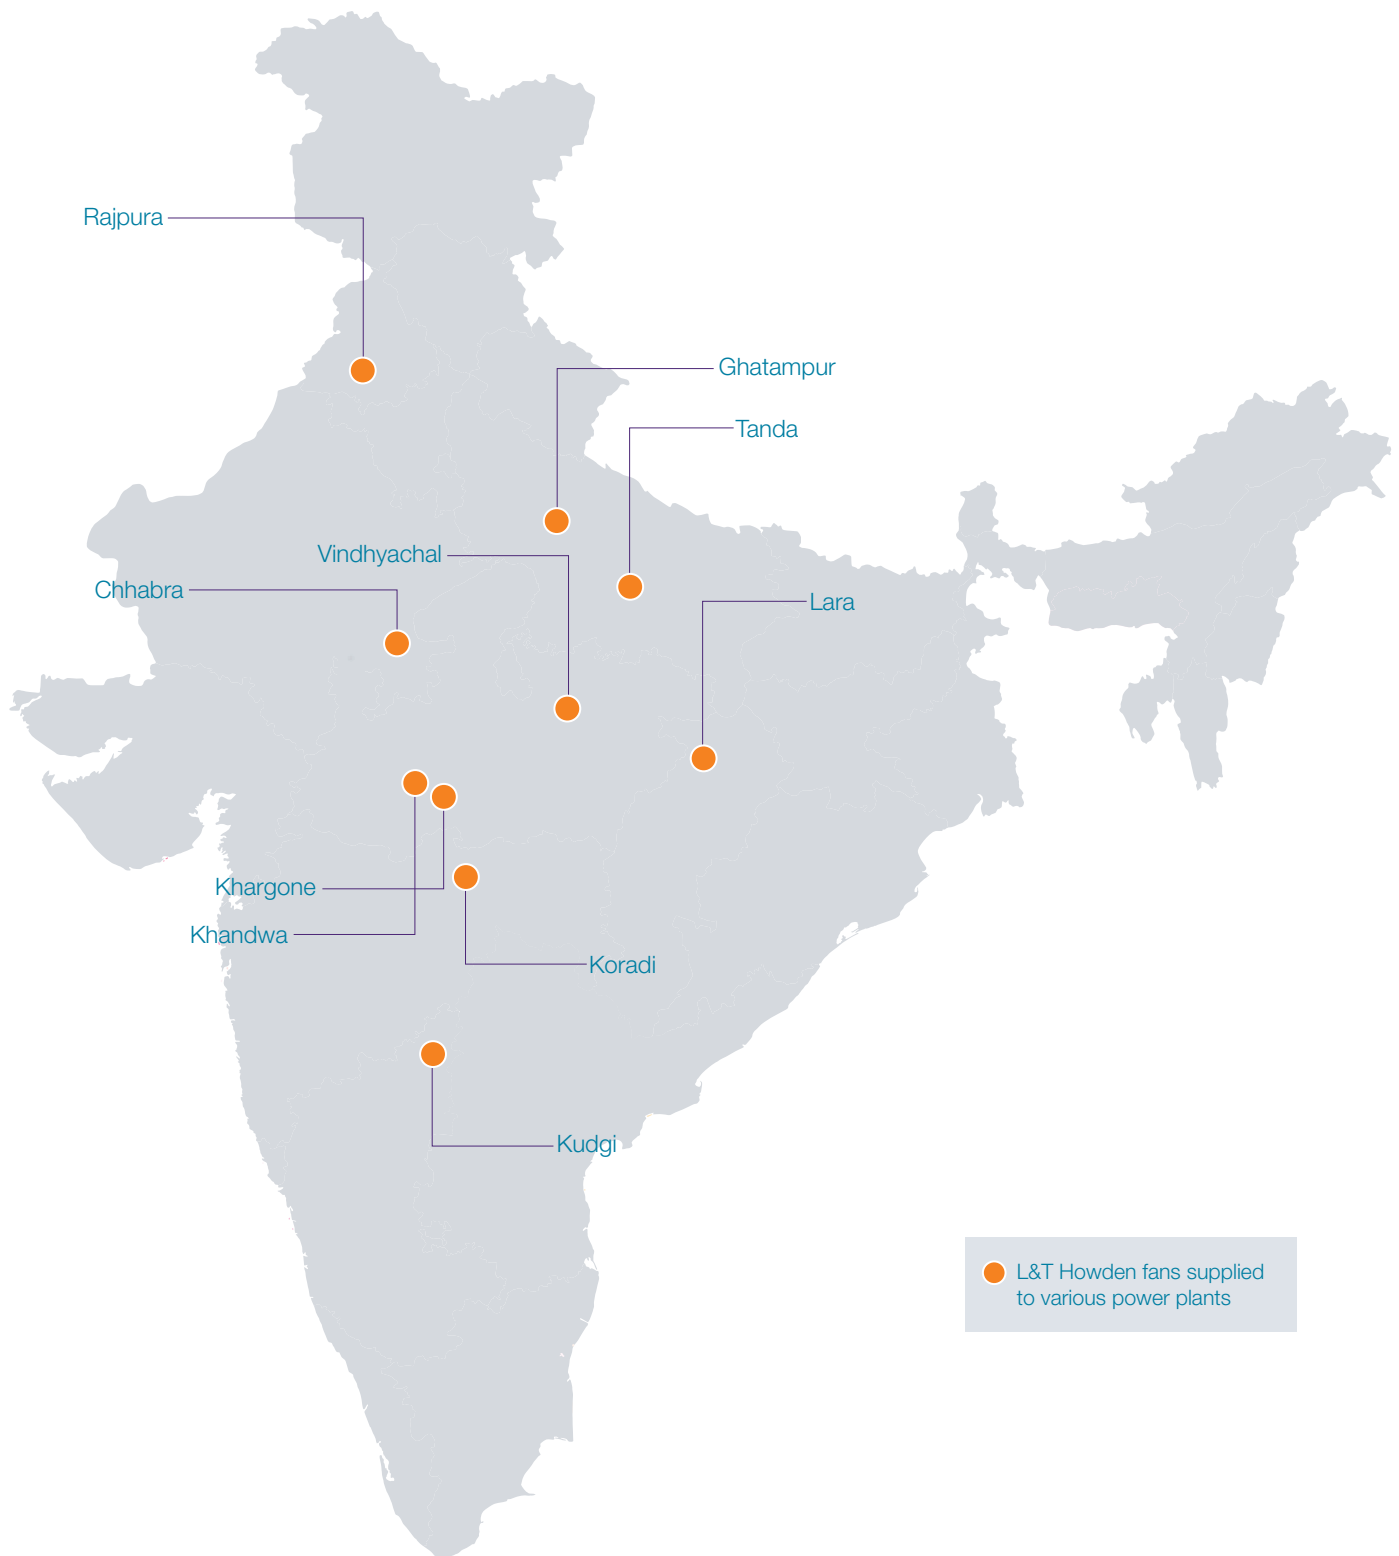 Rajpura
Ghatampur
Tanda
Vindhyachal
Chhabra
Lara
Khargone
Khandwa
Koradi
Kudgi
L&T Howden fans supplied
to various power plants